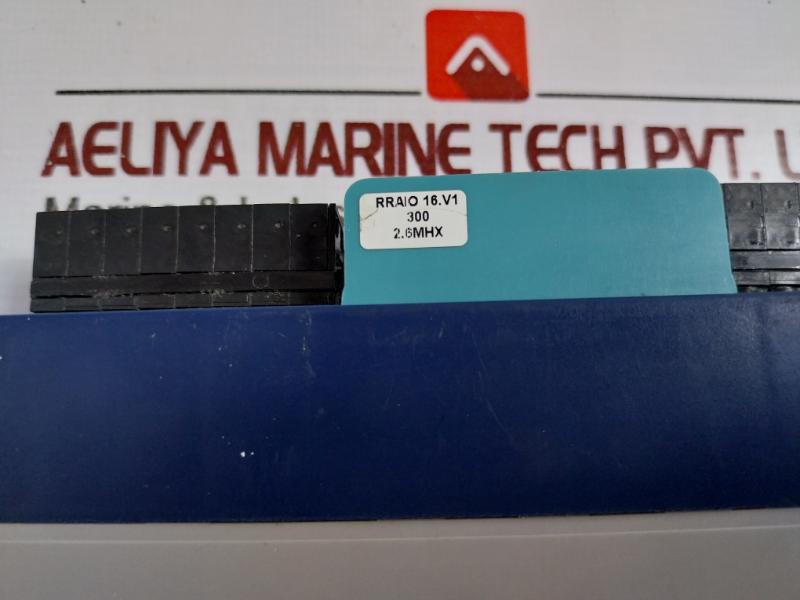 AELIYA MARINE TECH PVT.
RRAIO 16.V1
300
2.6MHX